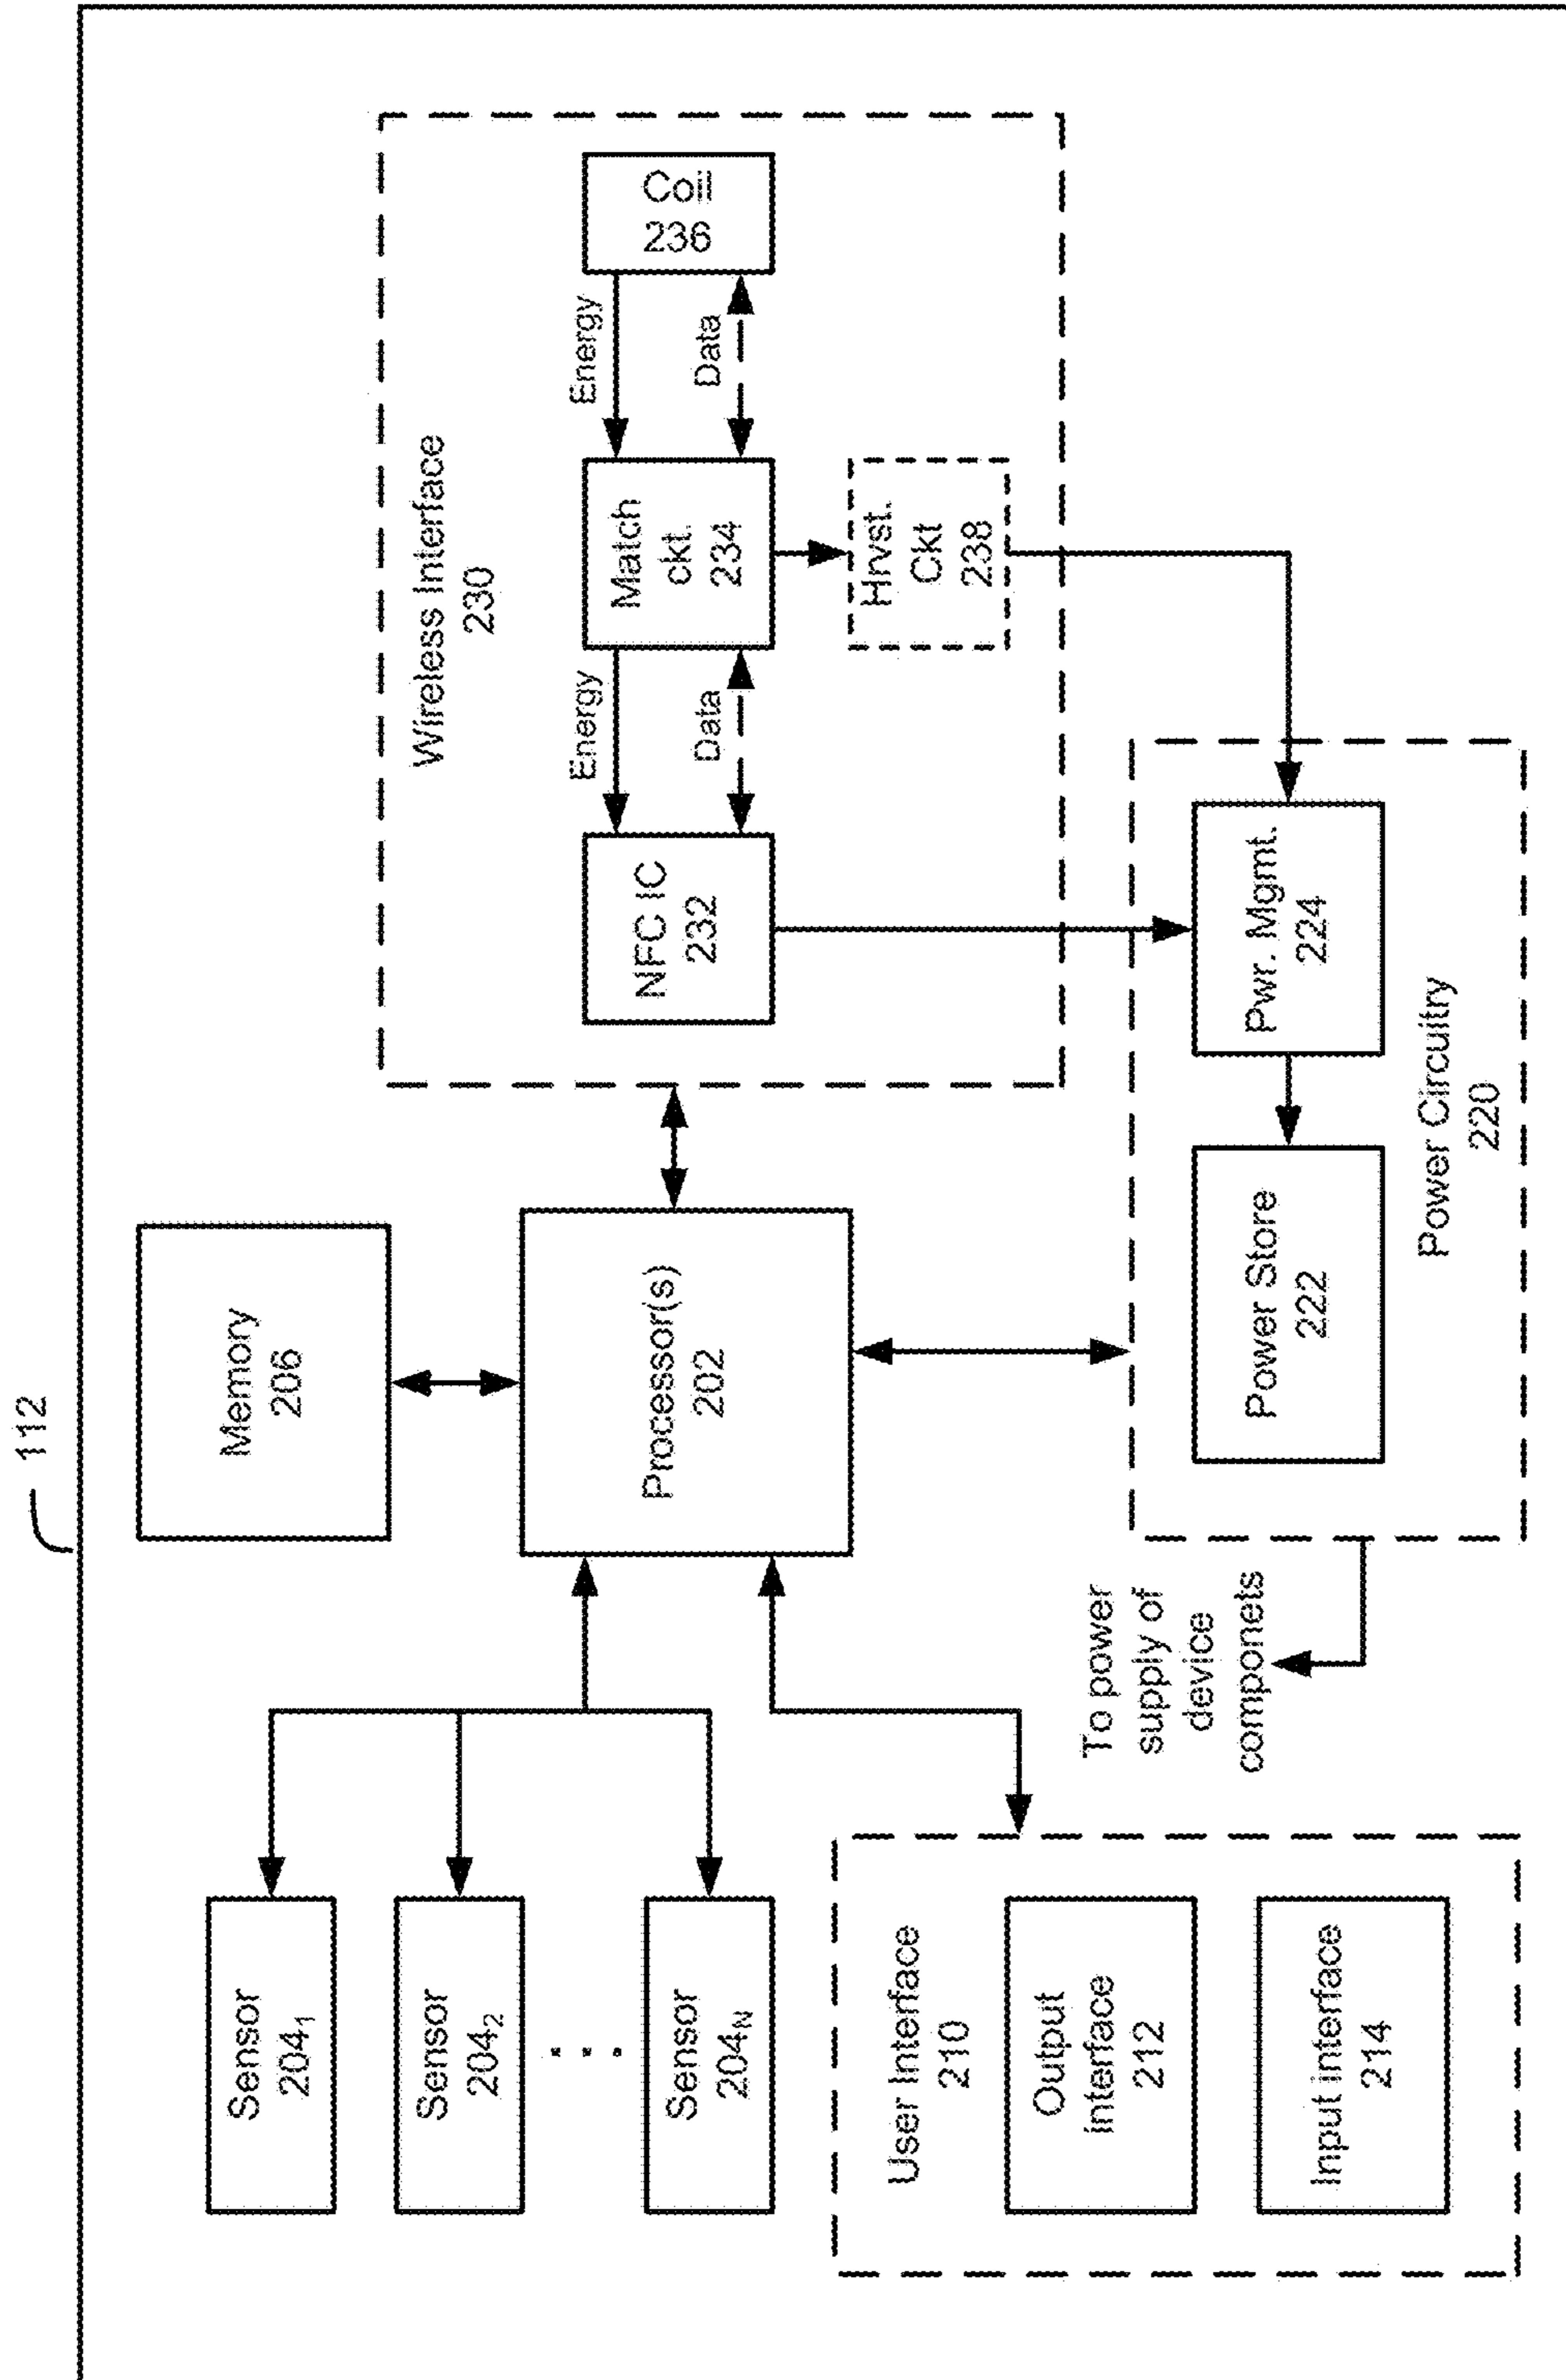 112
Sensor
204₁
Sensor
204₂
. . .
Sensor
204ₙ
User Interface
210
Output
interface
212
Input interface
214
Memory
206
Processor(s)
202
To power
supply of
device
componets
Wireless Interface
230
NFC IC
232
Energy
Data
Match
ckt.
234
Energy
Data
Coil
236
Hrvst.
Ckt
238
Power Store
222
Pwr. Mgmt.
224
Power Circuitry
220